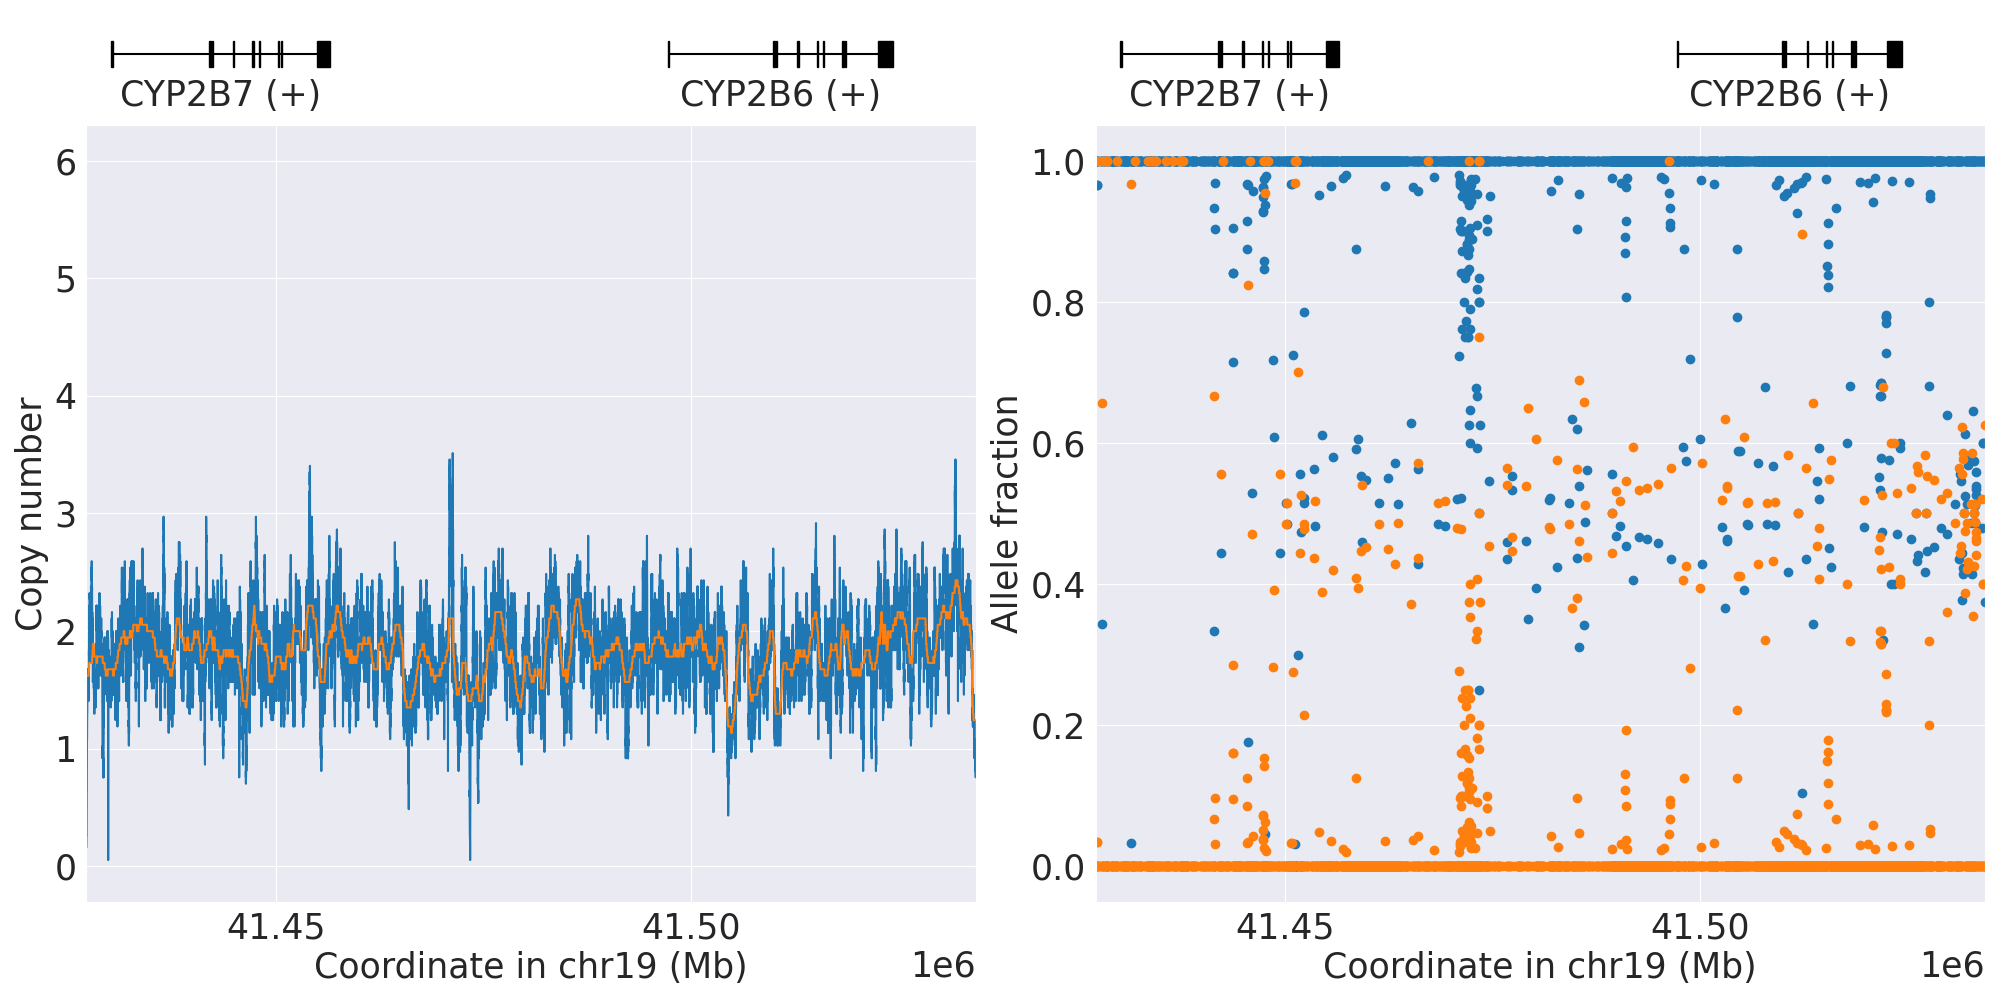 CYP2B7 (+)
CYP2B6 (+)
CYP2B7 (+)
CYP2B6 (+)
6
5
4
3
2
1
0
Copy number
41.45
41.50
Coordinate in chr19 (Mb)
1e6
1.0
0.8
0.6
0.4
0.2
0.0
Allele fraction
41.45
41.50
Coordinate in chr19 (Mb)
1e6